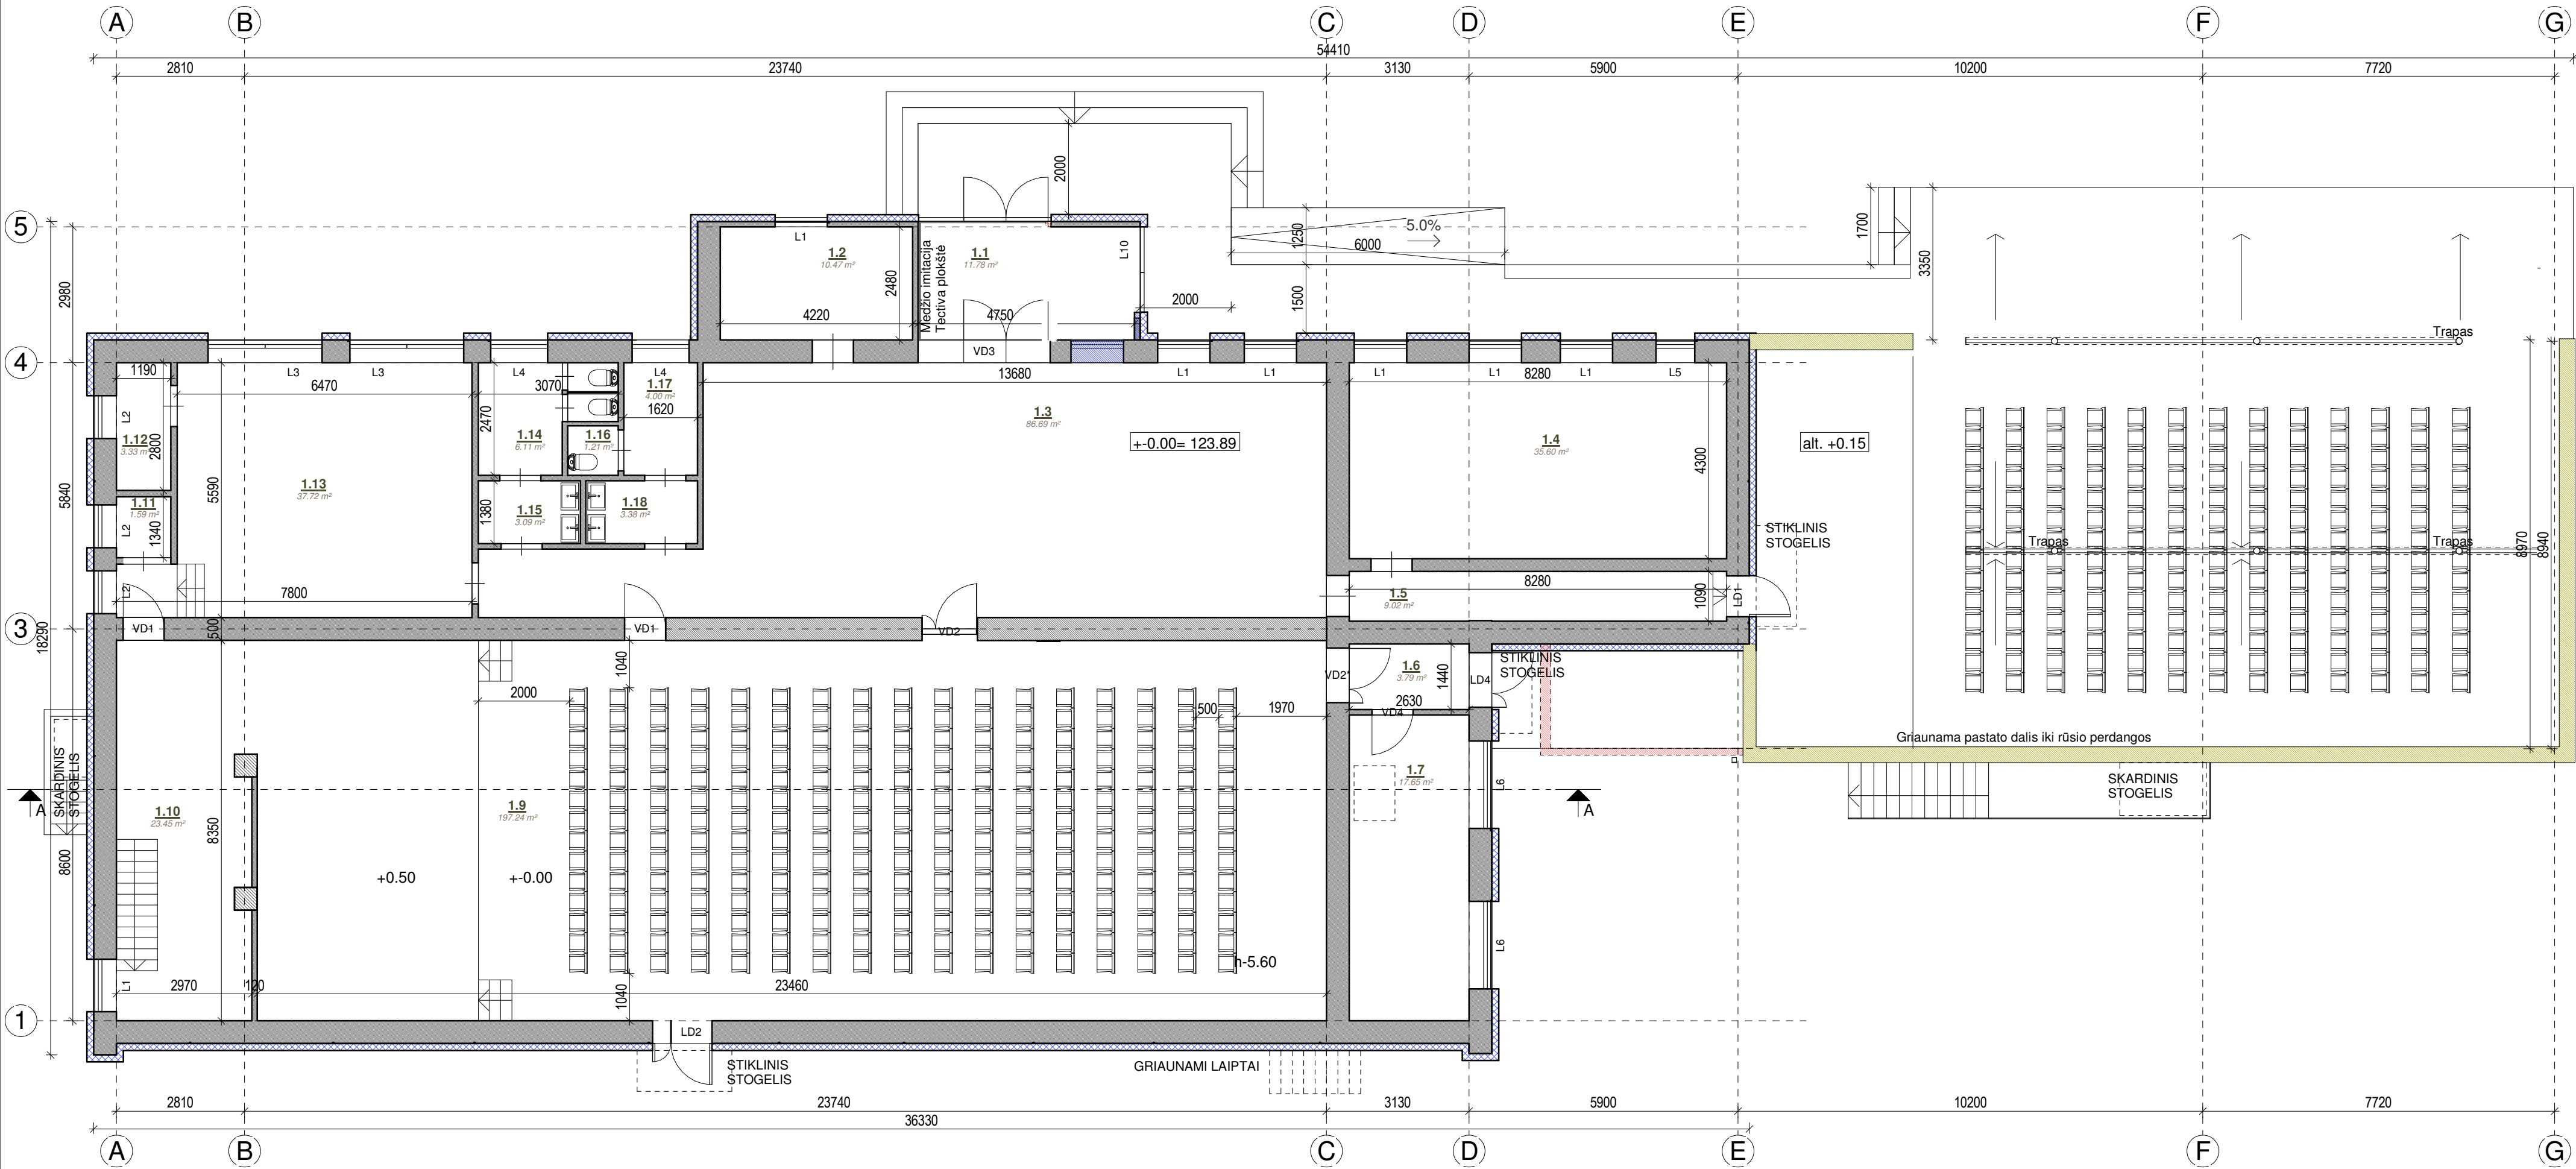 A B C D E F G
54410
2810 23740 3130 5900 10200 7720
2000
5
L1
1.2
10.47 m²
2480
4220
Medžio imitacija
Tectiva plokštė
1.1
11.78 m²
L10
4750
2000
1250
-5.0%
6000
1500
1700
3350
2980
4
VD3
Trapas
1190
L3 L3
6470
L4
3070
L4
1.17
4.00 m²
1620
13680
L1 L1 L1 L1 L1 L5
8280
L2
1.12
3.33 m²
2800
2470
1.14
6.11 m²
1.16
1.21 m²
1.3
86.69 m²
+-0.00= 123.89
1.4
35.60 m²
4300
alt. +0.15
5840
5590
1.13
37.72 m²
1.11
1.59 m²
L2
1340
1380
1.15
3.09 m²
1.18
3.38 m²
STIKLINIS
STOGELIS
Trapas Trapas
8970
8940
L2
7800
1.5
9.02 m²
8280
1090
LD1
3
18290
VD1
500
VD1
VD2
1040
2000
500
1970
VD2*
1.6
3.79 m²
1440
2630
VD4
LD4
STIKLINIS
STOGELIS
Griaunama pastato dalis iki rūsio perdangos
SKARDINIS
STOGELIS
A
8600
1.10
23.45 m²
8350
1.9
197.24 m²
1.7
17.65 m²
L6
A
SKARDINIS
STOGELIS
+0.50
+-0.00
L6
h-5.60
L1
2970 120 23460
1040
1
LD2
STIKLINIS
STOGELIS
GRIAUNAMI LAIPTAI
2810 23740 3130 5900 10200 7720
36330
A B C D E F G